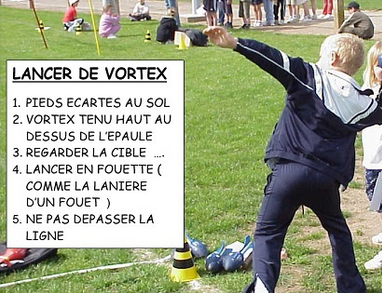 LANCER DE VORTEX
1. PIEDS ECARTES AU SOL
2. VORTEX TENU HAUT AU
DESSUS DE L'EPAULE
3. REGARDER LA CIBLE ….
4. LANCER EN FOUETTE (
COMME LA LANIERE
D'UN FOUET )
5. NE PAS DEPASSER LA
LIGNE